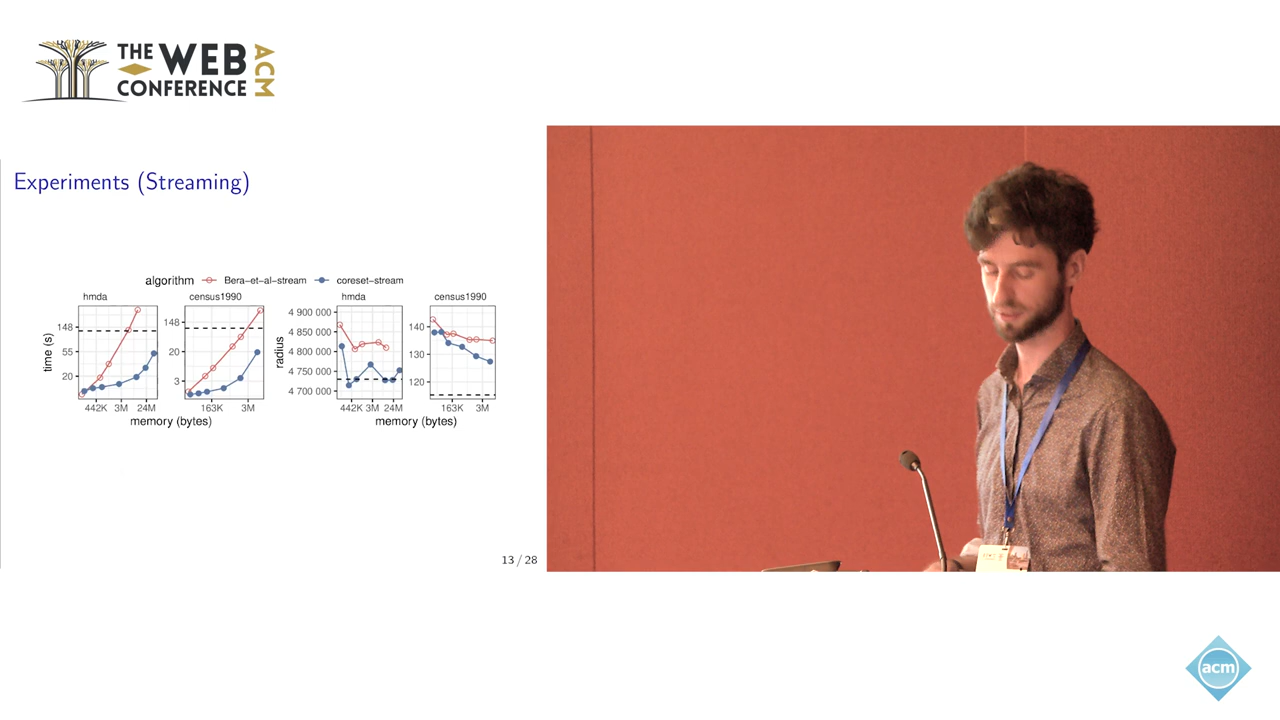 THE WEB
CONFERENCE
ACM
Experiments (Streaming)
algorithm Bera-et-al-stream coreset-stream
hmda census1990 hmda census1990
time (s)
148
55
20
148
20
3
442K 3M 24M
163K 3M
memory (bytes)
radius
4 900 000
4 850 000
4 800 000
4 750 000
4 700 000
140
130
120
442K 3M 24M
163K 3M
memory (bytes)
13 / 28
acm